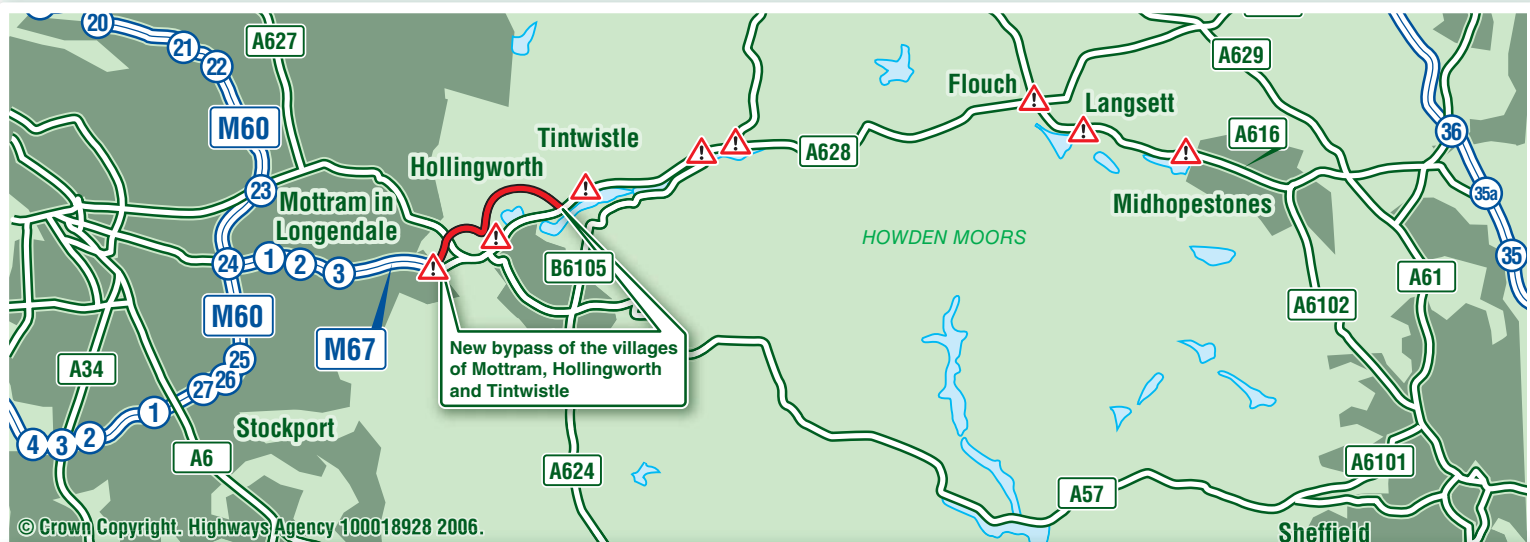 20
21
22
A627
M60
23
Mottram in
Longendale
Hollingworth
Tintwistle
Flouch
Langsett
A629
A616
36
35a
35
A628
Midhopestones
HOWDEN MOORS
24
1
2
3
B6105
A61
A6102
M60
M67
New bypass of the villages
of Mottram, Hollingworth
and Tintwistle
A34
25
26
27
1
2
3
4
Stockport
A6
A624
A57
A6101
Sheffield
© Crown Copyright. Highways Agency 100018928 2006.